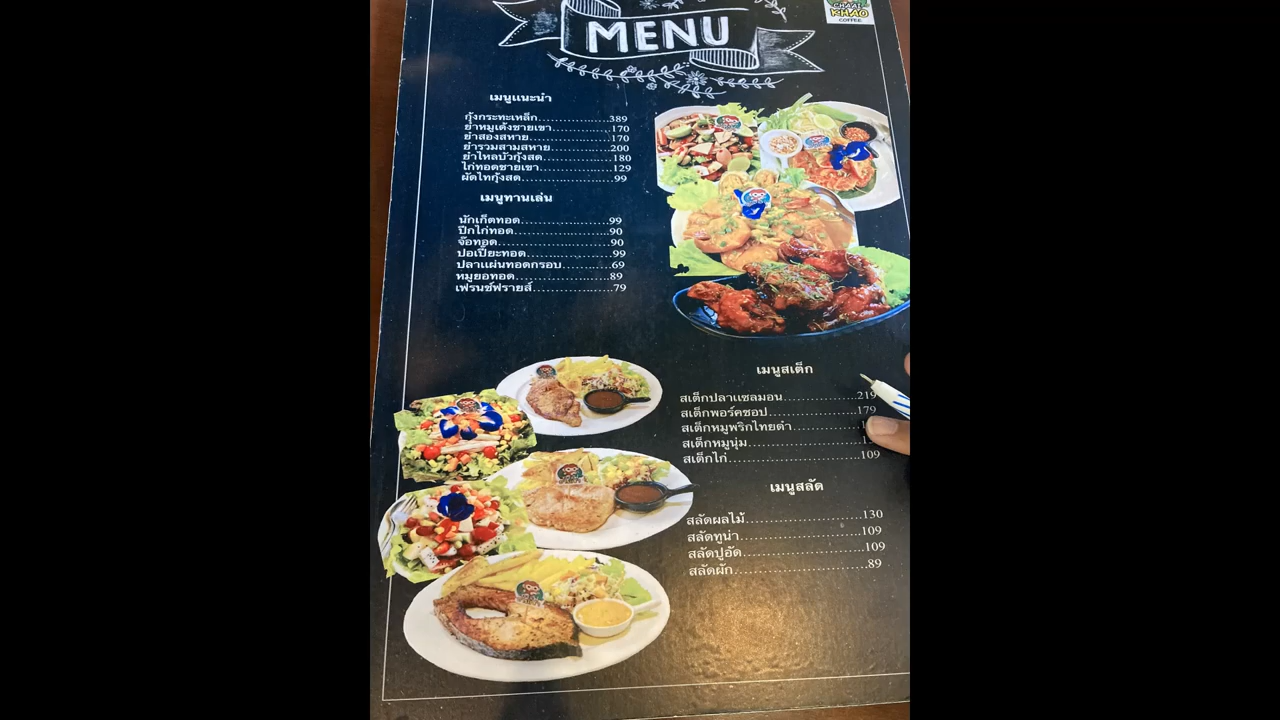 CHAAI
KHAO
COFFEE
MENU
เมนูแนะนำ
กุ้งกระทะเหล็ก.................389
ยำหมูเด้งชายเขา...............170
ยำสองสหาย.....................170
ยำรวมสามสหาย...............200
ยำไหลบัวกุ้งสด.................180
ไก่ทอดชายเขา.................129
ผัดไทกุ้งสด.....................99
เมนูทานเล่น
นักเก็ตทอด.....................99
ปีกไก่ทอด......................90
จ๊อทอด..........................90
ปอเปี๊ยะทอด...................99
ปลาแผ่นทอดกรอบ...........69
หมูยอทอด......................89
เฟรนช์ฟรายส์..................79
เมนูสเต็ก
สเต็กปลาแซลมอน................219
สเต็กพอร์คชอป...................179
สเต็กหมูพริกไทยดำ...............
สเต็กหมูนุ่ม.......................
สเต็กไก่...........................109
เมนูสลัด
สลัดผลไม้.........................130
สลัดทูน่า..........................109
สลัดปูอัด..........................109
สลัดผัก............................89